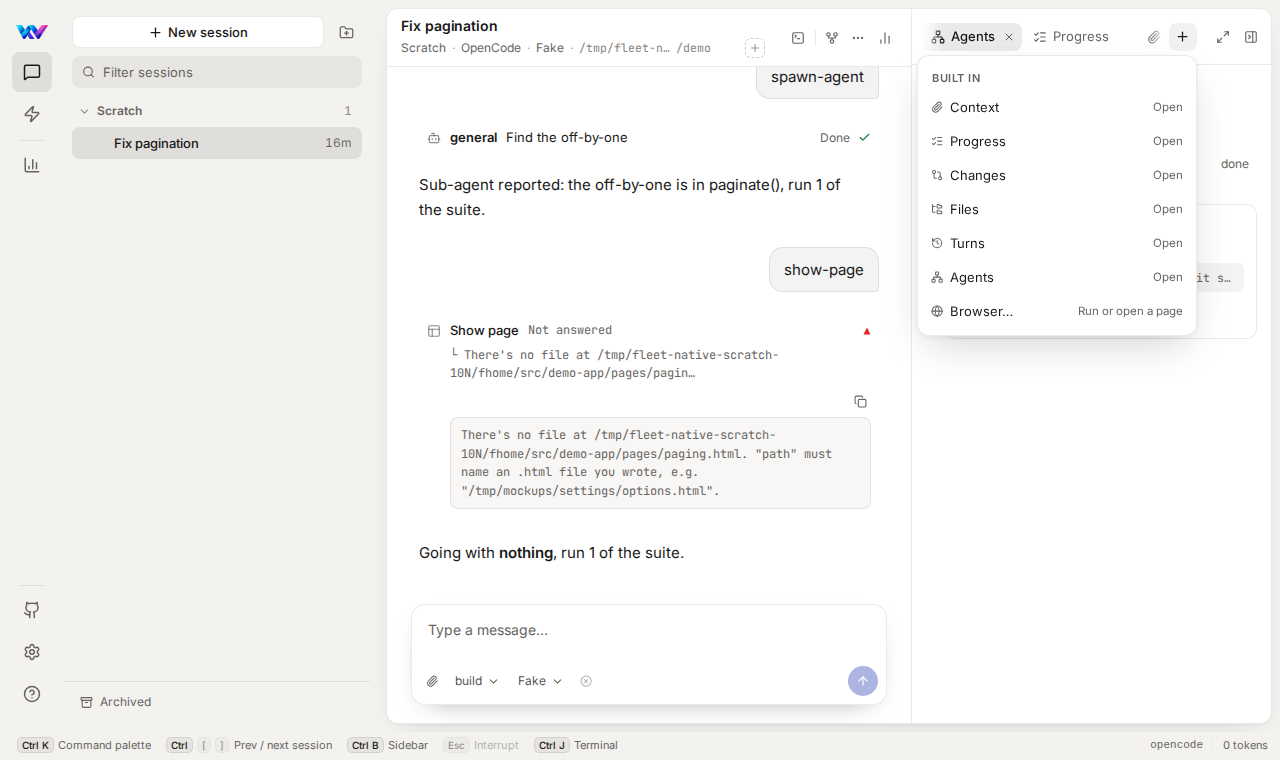 New session
Filter sessions
Scratch 1
Fix pagination 16m
Archived
Fix pagination
Scratch · OpenCode · Fake · /tmp/fleet-n… /demo
spawn-agent
general Find the off-by-one Done
Sub-agent reported: the off-by-one is in paginate(), run 1 of
the suite.
show-page
Show page Not answered
└ There's no file at /tmp/fleet-native-scratch-
10N/fhome/src/demo-app/pages/pagin…
There's no file at /tmp/fleet-native-scratch-
10N/fhome/src/demo-app/pages/paging.html. "path" must
name an .html file you wrote, e.g.
"/tmp/mockups/settings/options.html".
Going with nothing, run 1 of the suite.
Type a message...
build Fake
Agents Progress
BUILT IN
Context Open
Progress Open
Changes Open
Files Open
Turns Open
Agents Open
Browser... Run or open a page
done
it s…
Ctrl K Command palette Ctrl [ ] Prev / next session Ctrl B Sidebar Esc Interrupt Ctrl J Terminal
opencode 0 tokens